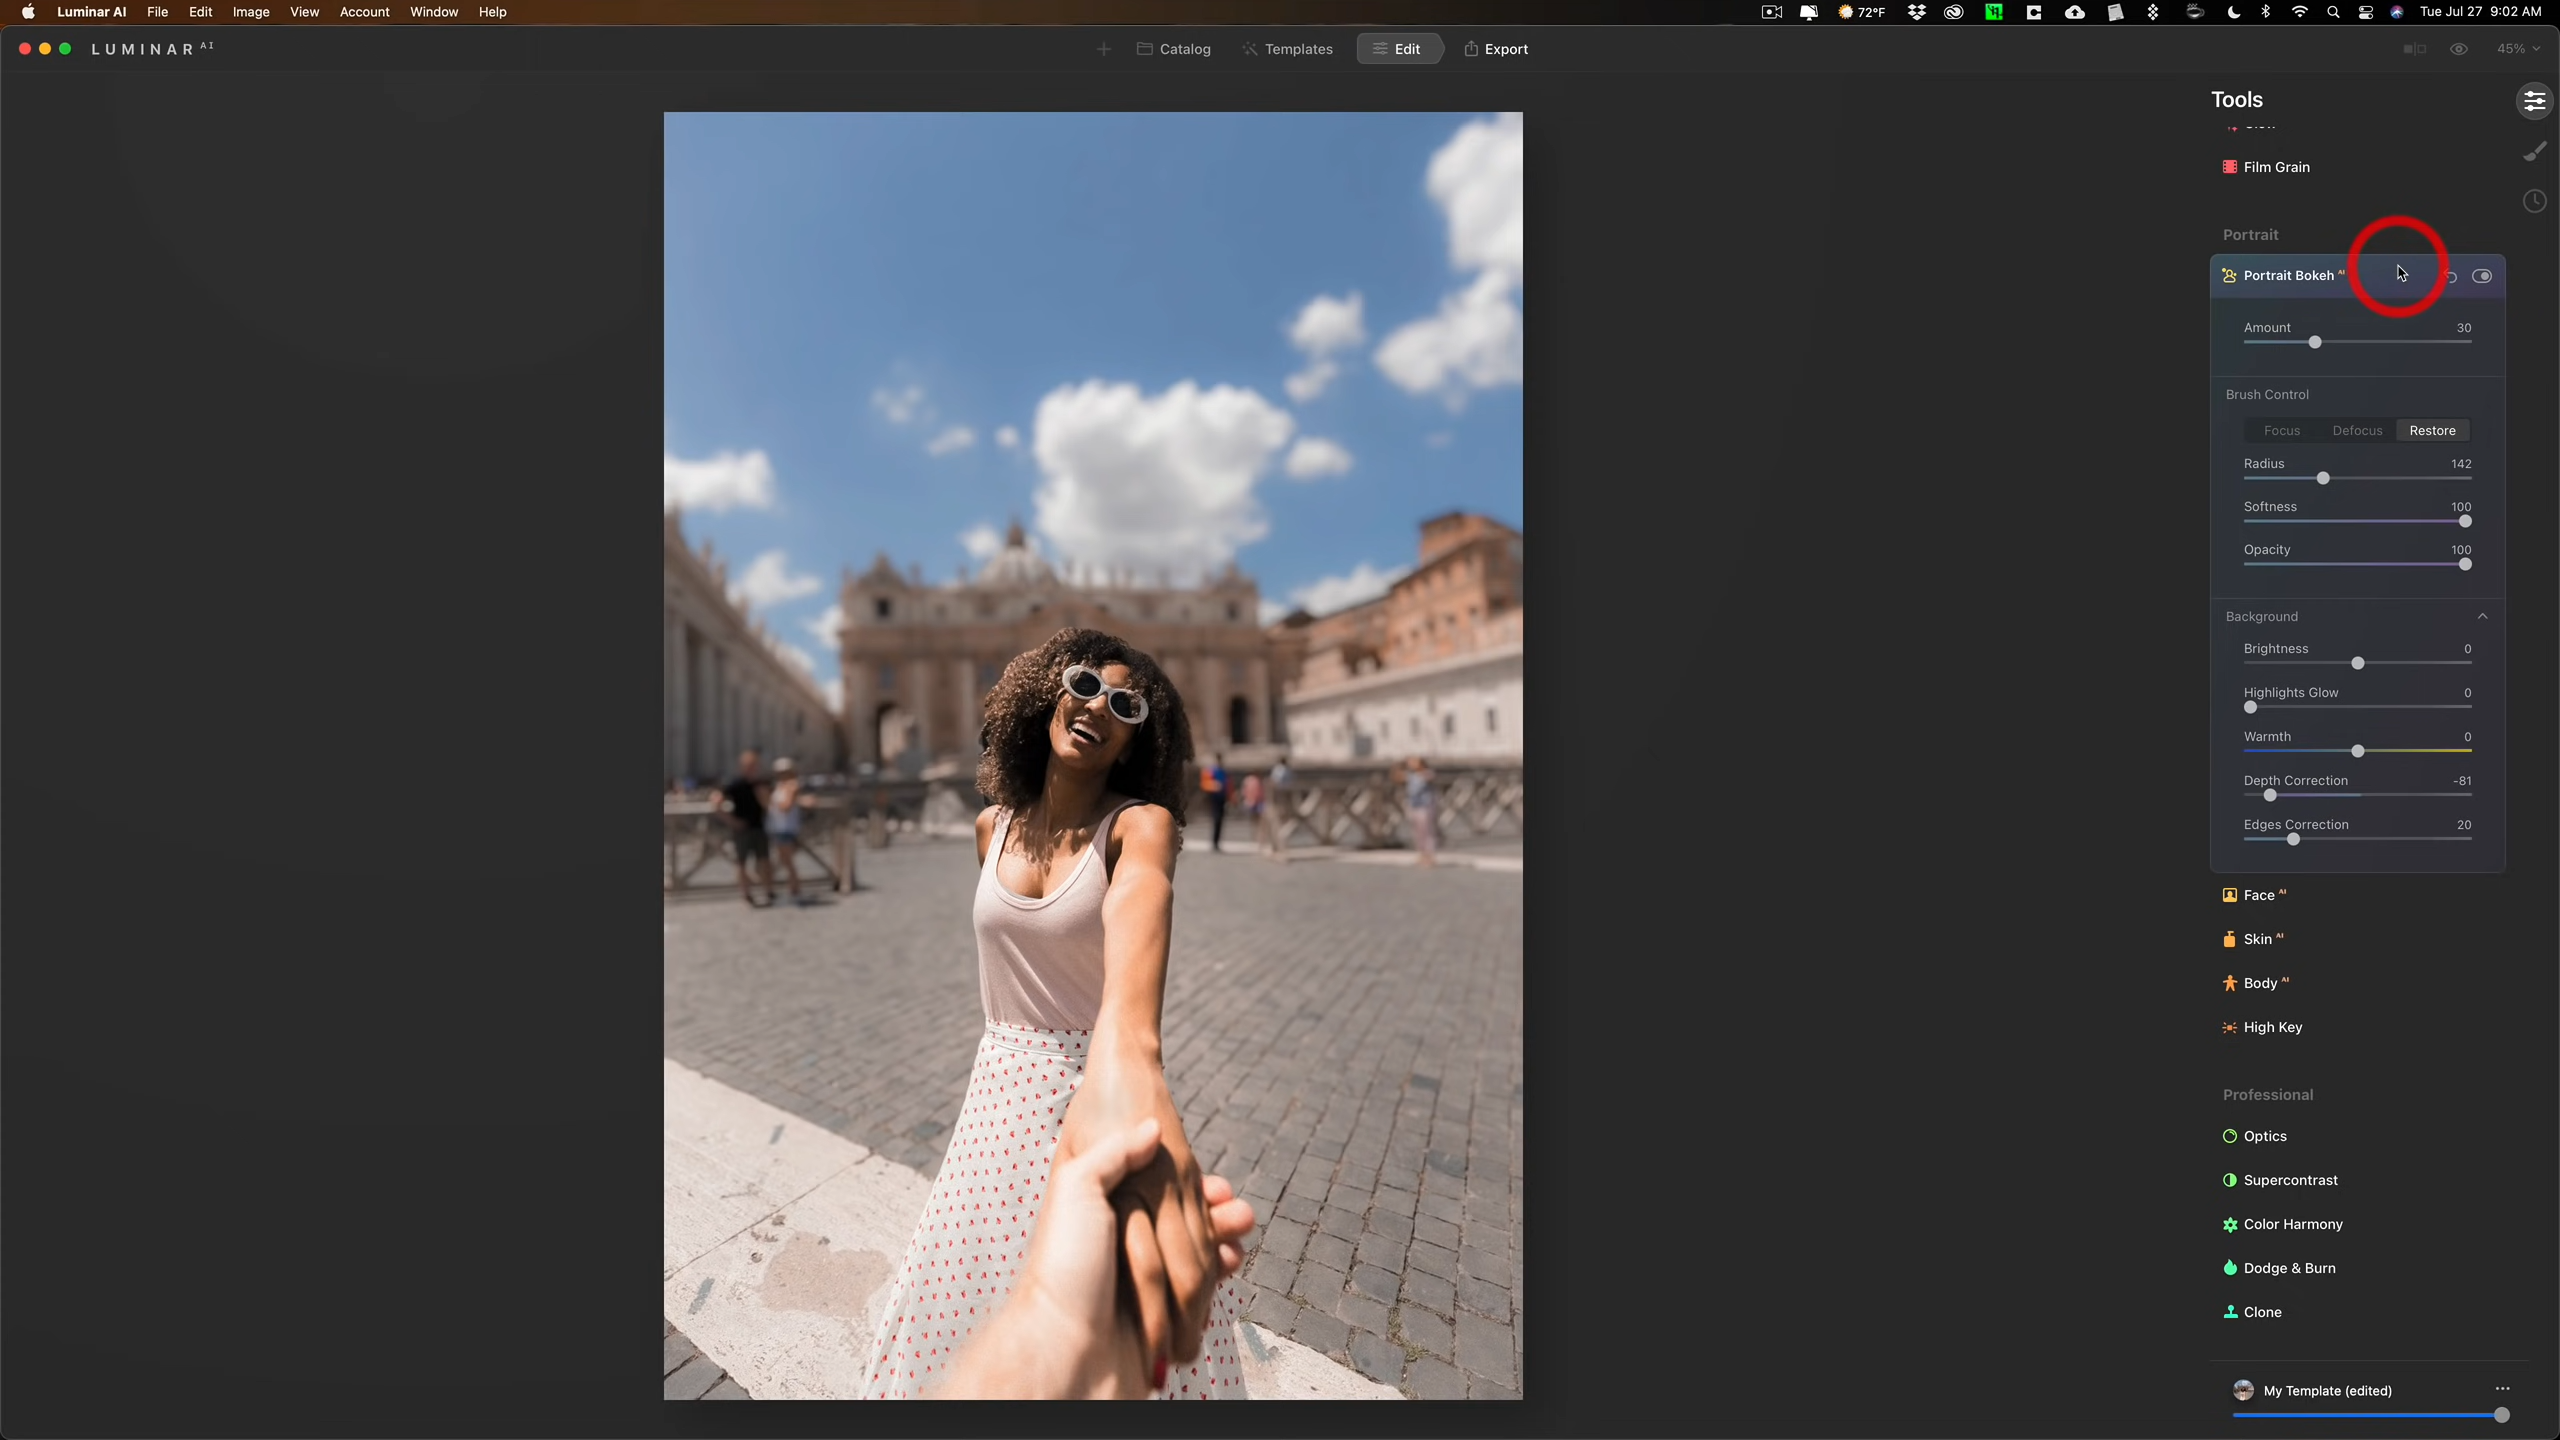 Luminar AI File Edit Image View Account Window Help 72°F Tue Jul 27 9:02 AM
LUMINAR AI Catalog Templates Edit Export 45%
Tools
Film Grain
Portrait
Portrait Bokeh AI
Amount 30
Brush Control
Focus Defocus Restore
Radius 142
Softness 100
Opacity 100
Background
Brightness 0
Highlights Glow 0
Warmth 0
Depth Correction -81
Edges Correction 20
Face AI
Skin AI
Body AI
High Key
Professional
Optics
Supercontrast
Color Harmony
Dodge & Burn
Clone
My Template (edited)